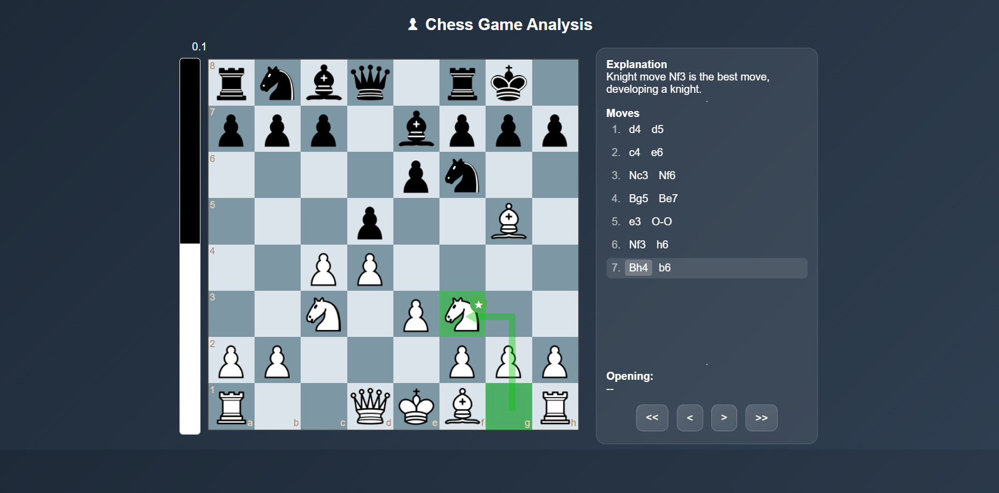 Chess Game Analysis
0.1
8
7
6
5
4
3
2
1
a b c d e f g h
Explanation
Knight move Nf3 is the best move,
developing a knight.
.
Moves
1. d4 d5
2. c4 e6
3. Nc3 Nf6
4. Bg5 Be7
5. e3 O-O
6. Nf3 h6
7. Bh4 b6
.
Opening:
--
<< < > >>